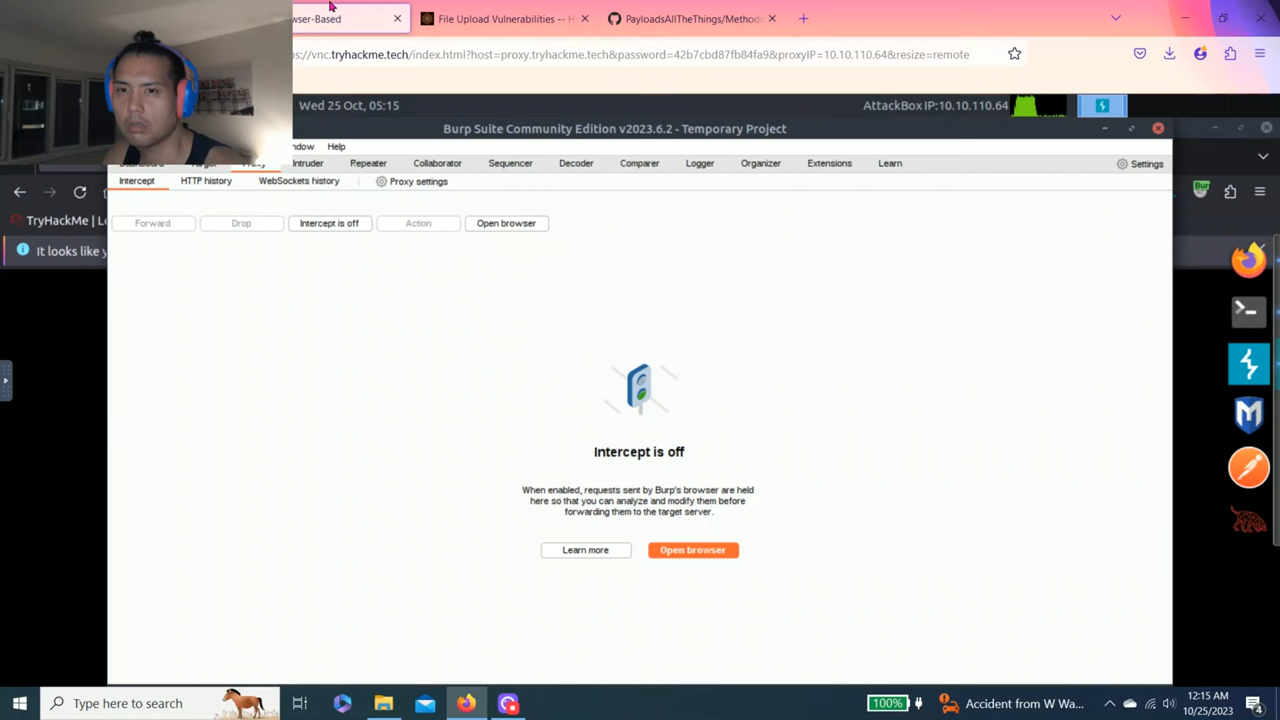 wser-Based
File Upload Vulnerabilities -- H
PayloadsAllTheThings/Method
s://vnc.tryhackme.tech/index.html?host=proxy.tryhackme.tech&password=42b7cbd87fb84fa9&proxyIP=10.10.110.64&resize=remote
Wed 25 Oct, 05:15
AttackBox IP:10.10.110.64
Burp Suite Community Edition v2023.6.2 - Temporary Project
ndow Help
Intruder Repeater Collaborator Sequencer Decoder Comparer Logger Organizer Extensions Learn Settings
Intercept HTTP history WebSockets history Proxy settings
Bur
TryHackMe | Le
Forward Drop Intercept is off Action Open browser
It looks like y
Intercept is off
When enabled, requests sent by Burp's browser are held
here so that you can analyze and modify them before
forwarding them to the target server.
Learn more Open browser
Type here to search
100%
Accident from W Wa...
12:15 AM
10/25/2023
4